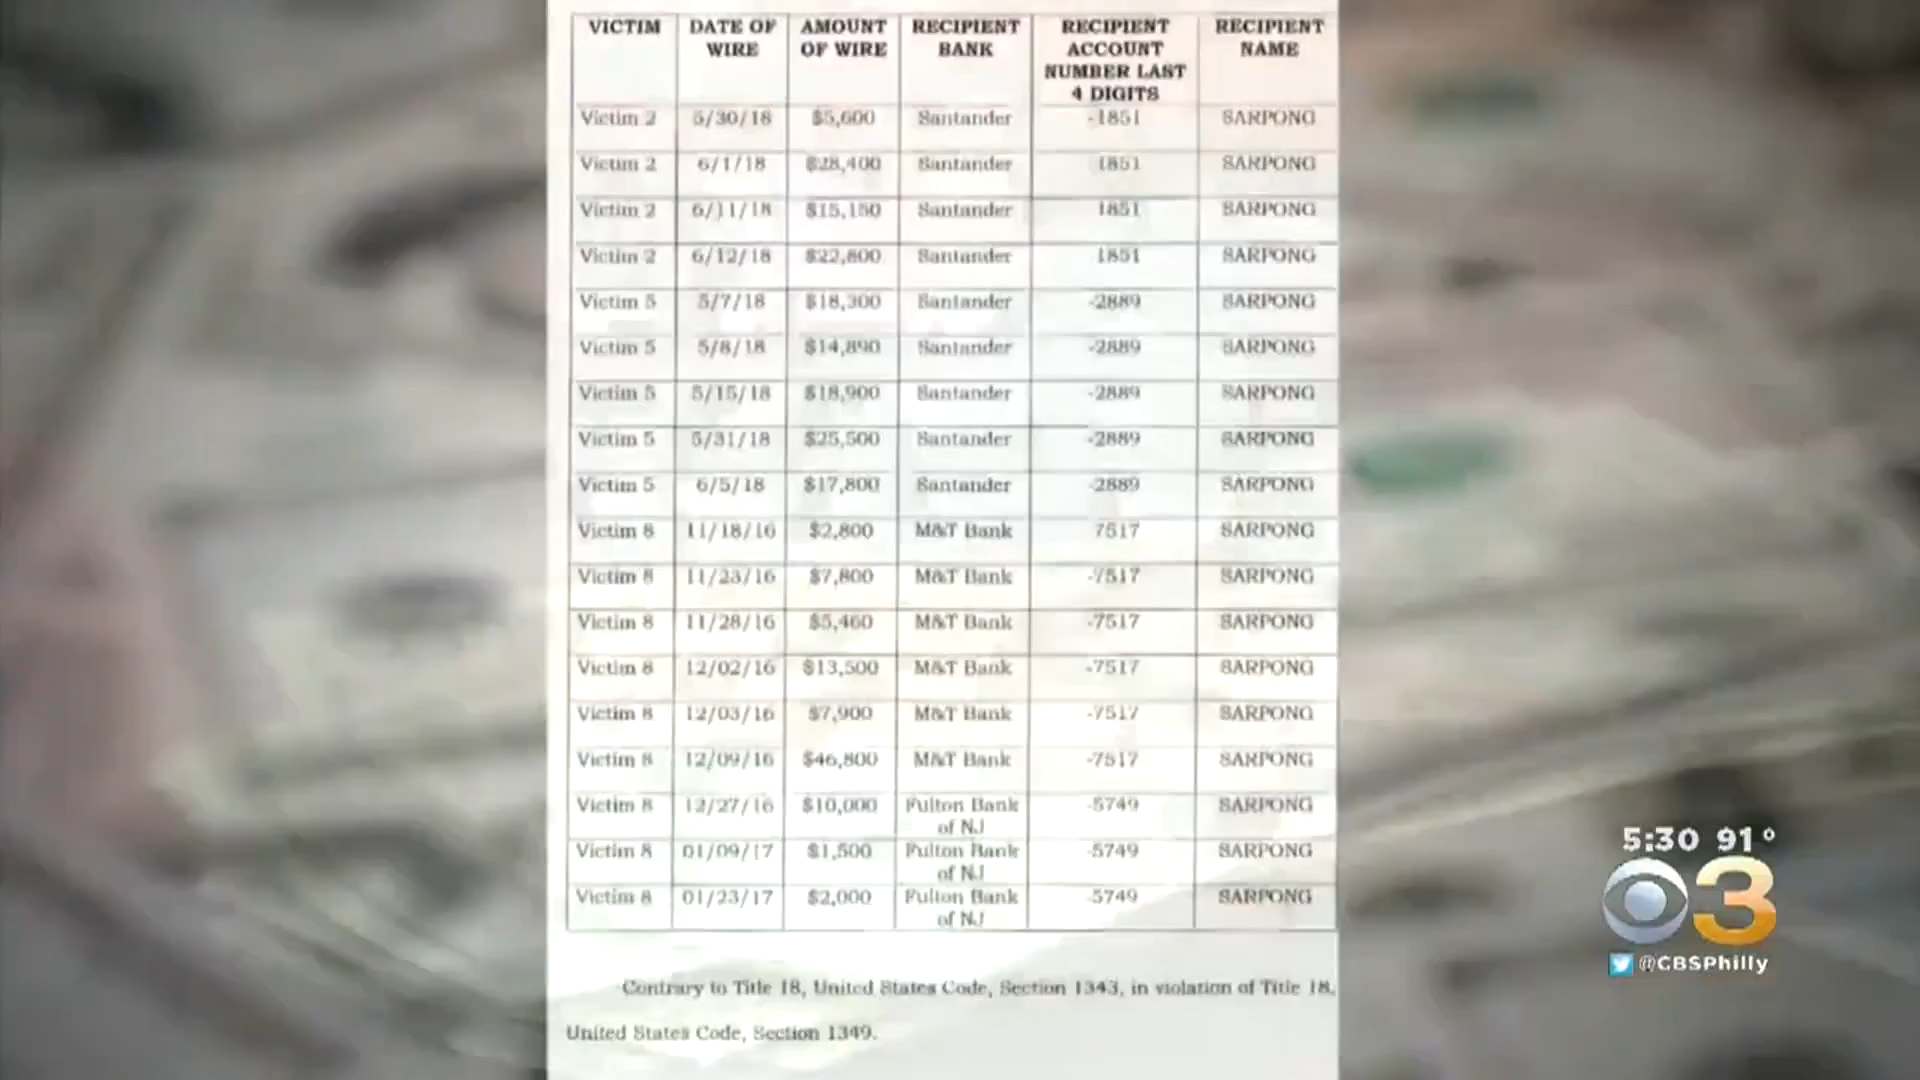 VICTIM DATE OF WIRE AMOUNT OF WIRE RECIPIENT BANK RECIPIENT ACCOUNT NUMBER LAST 4 DIGITS RECIPIENT NAME
Victim 2 5/30/18 $5,600 Santander -1851 SARPONG
Victim 2 6/1/18 $28,400 Santander 1851 SARPONG
Victim 2 6/11/18 $15,150 Santander 1851 SARPONG
Victim 2 6/12/18 $22,800 Santander 1851 SARPONG
Victim 5 5/7/18 $18,300 Santander -2889 SARPONG
Victim 5 5/8/18 $14,890 Santander -2889 SARPONG
Victim 5 5/15/18 $18,900 Santander -2889 SARPONG
Victim 5 5/31/18 $25,500 Santander -2889 SARPONG
Victim 5 6/5/18 $17,800 Santander -2889 SARPONG
Victim 8 11/18/16 $2,800 M&T Bank 7517 SARPONG
Victim 8 11/23/16 $7,800 M&T Bank -7517 SARPONG
Victim 8 11/28/16 $5,460 M&T Bank -7517 SARPONG
Victim 8 12/02/16 $13,500 M&T Bank -7517 SARPONG
Victim 8 12/03/16 $7,900 M&T Bank -7517 SARPONG
Victim 8 12/09/16 $46,800 M&T Bank -7517 SARPONG
Victim 8 12/27/16 $10,000 Fulton Bank of NJ -5749 SARPONG
Victim 8 01/09/17 $1,500 Fulton Bank of NJ -5749 SARPONG
Victim 8 01/23/17 $2,000 Fulton Bank of NJ 5749 SARPONG
Contrary to Title 18, United States Code, Section 1343, in violation of Title 18,
United States Code, Section 1349.
5:30 91°
3
@CBSPhilly